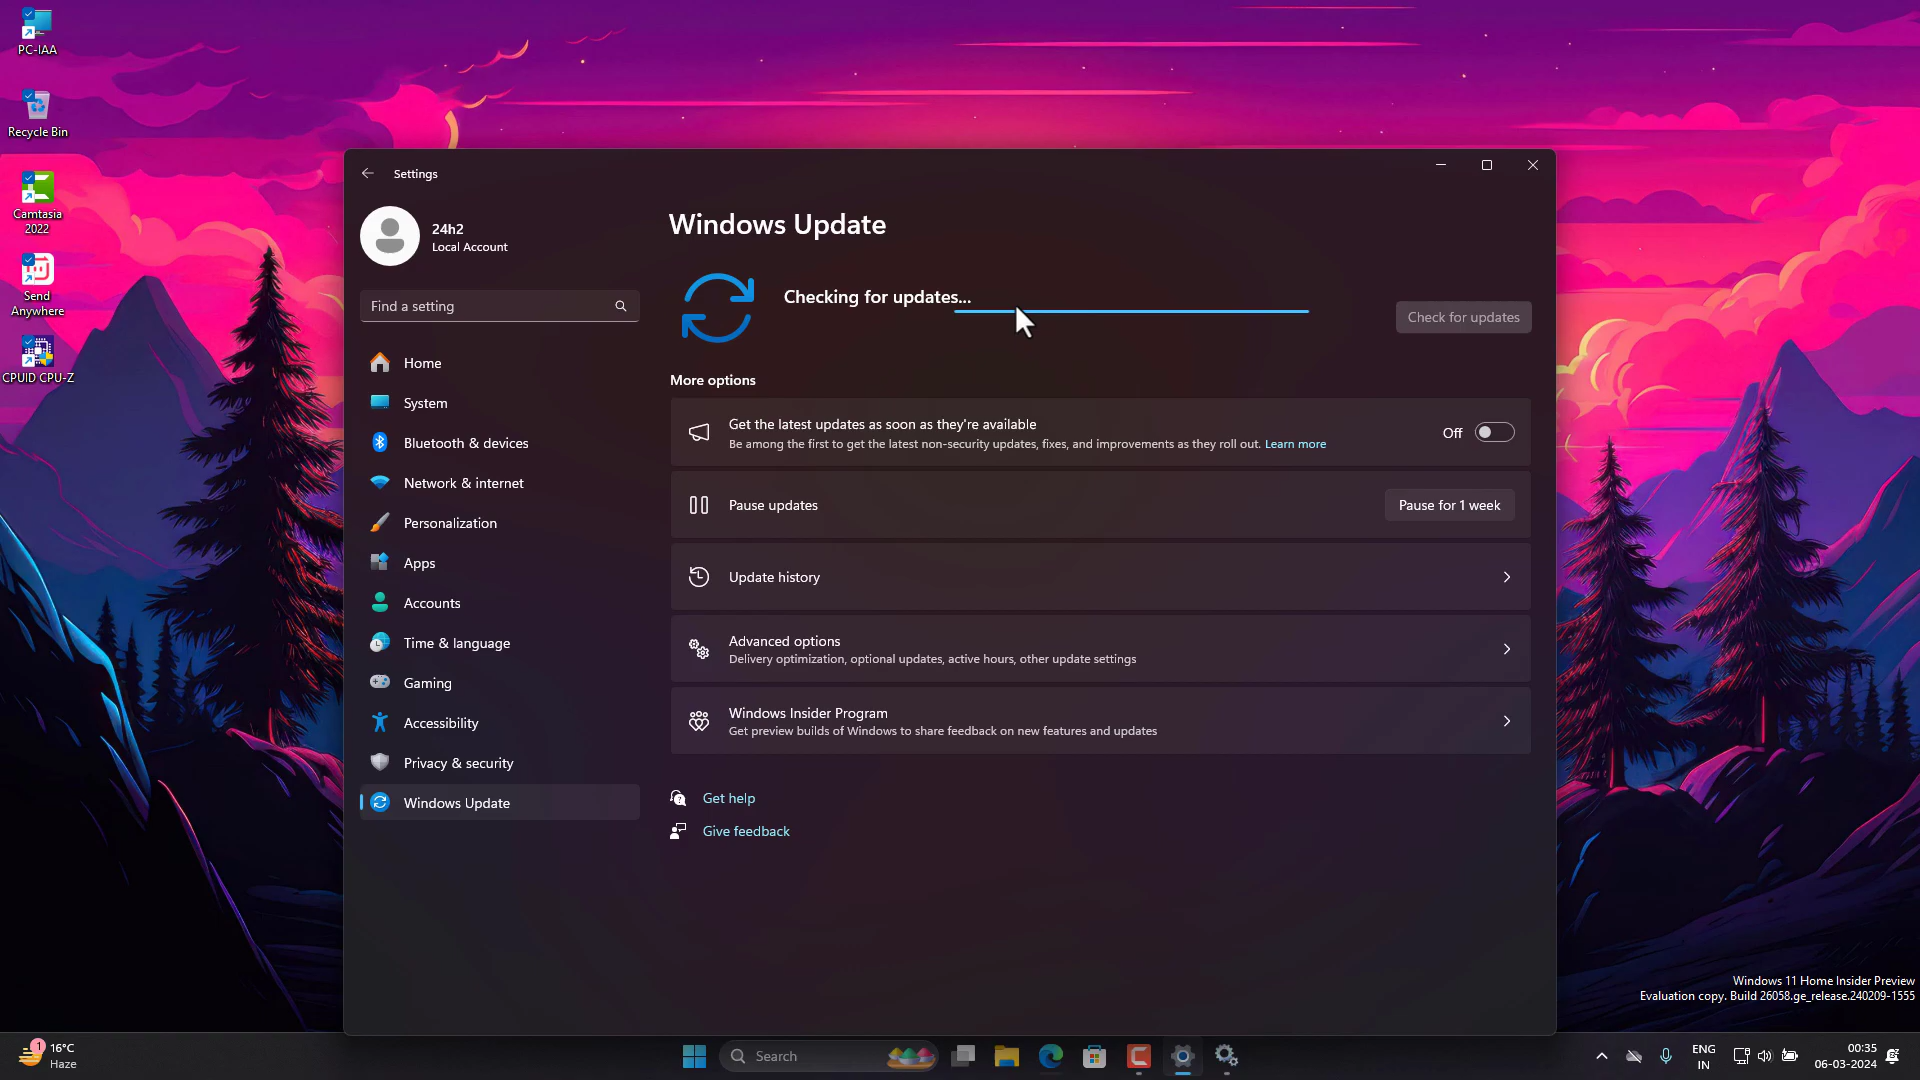 PC-IAA
Recycle Bin
Camtasia
2022
Send
Anywhere
CPUID CPU-Z
Settings
24h2
Local Account
Find a setting
Home
System
Bluetooth & devices
Network & internet
Personalization
Apps
Accounts
Time & language
Gaming
Accessibility
Privacy & security
Windows Update
Windows Update
Checking for updates...
Check for updates
More options
Get the latest updates as soon as they're available
Be among the first to get the latest non-security updates, fixes, and improvements as they roll out. Learn more
Off
Pause updates
Pause for 1 week
Update history
Advanced options
Delivery optimization, optional updates, active hours, other update settings
Windows Insider Program
Get preview builds of Windows to share feedback on new features and updates
Get help
Give feedback
Windows 11 Home Insider Preview
Evaluation copy. Build 26058.ge_release.240209-1555
1
16°C
Haze
Search
ENG
IN
00:35
06-03-2024